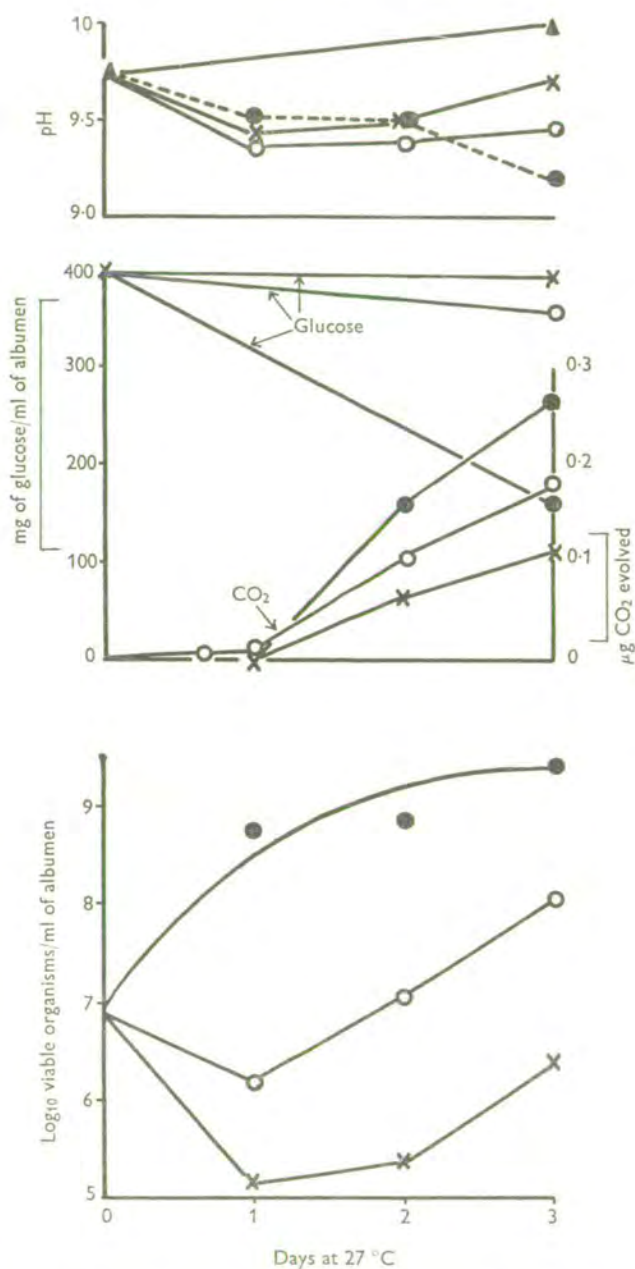 10
9·5
9·0
pH
400
300
200
100
0
mg of glucose/ml of albumen
Glucose
CO₂
0·3
0·2
0·1
0
μg CO₂ evolved
9
8
7
6
5
Log₁₀ viable organisms/ml of albumen
0 1 2 3
Days at 27 °C